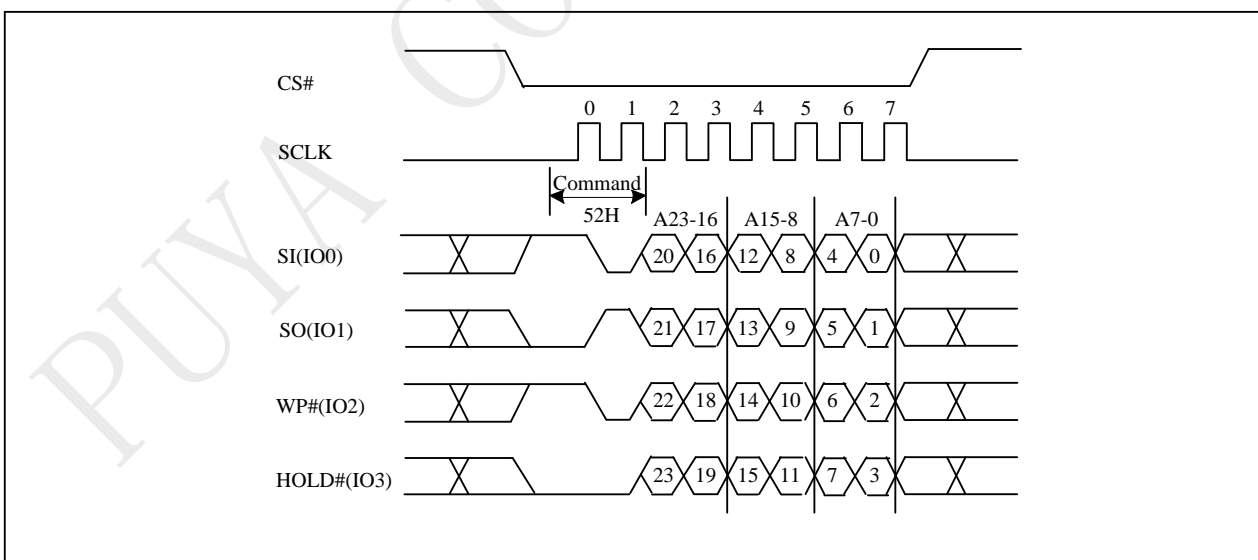 PUYA CO
CS#
0 1 2 3 4 5 6 7
SCLK
Command
52H
A23-16 A15-8 A7-0
SI(IO0) 20 16 12 8 4 0
SO(IO1) 21 17 13 9 5 1
WP#(IO2) 22 18 14 10 6 2
HOLD#(IO3) 23 19 15 11 7 3